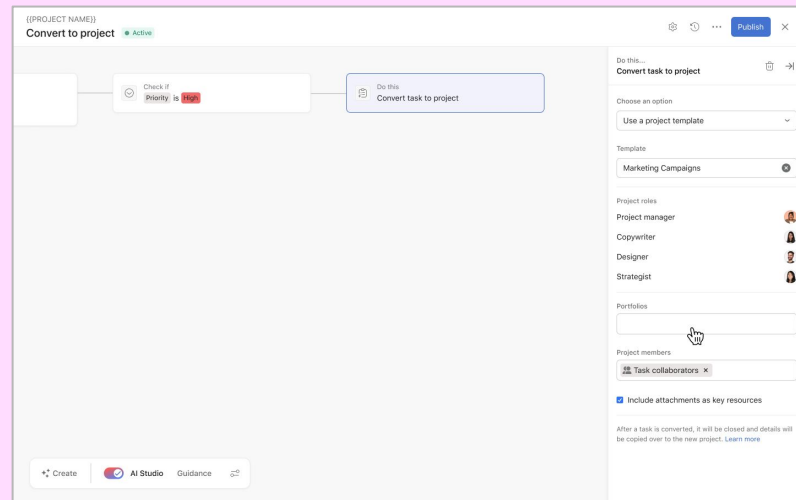 {{PROJECT NAME}}
Convert to project
Active
Publish
Check if
Priority is High
Do this
Convert task to project
Do this...
Convert task to project
Choose an option
Use a project template
Template
Marketing Campaigns
Project roles
Project manager
Copywriter
Designer
Strategist
Portfolios
Project members
Task collaborators ×
Include attachments as key resources
After a task is converted, it will be closed and details will
be copied over to the new project. Learn more
Create
AI Studio
Guidance